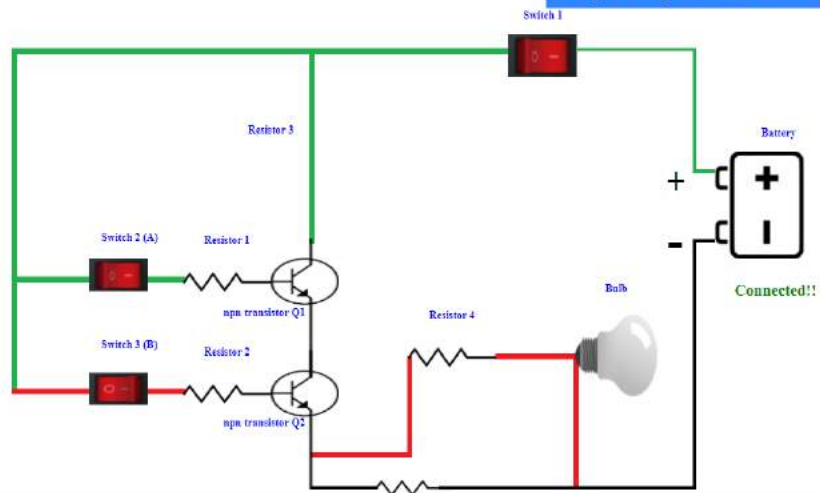 Switch 1
Resistor 3
Battery
+
+
-
Switch 2 (A)
Resistor 1
Connected!!
npn transistor Q1
Resistor 4
Bulb
Switch 3 (B)
Resistor 2
npn transistor Q2